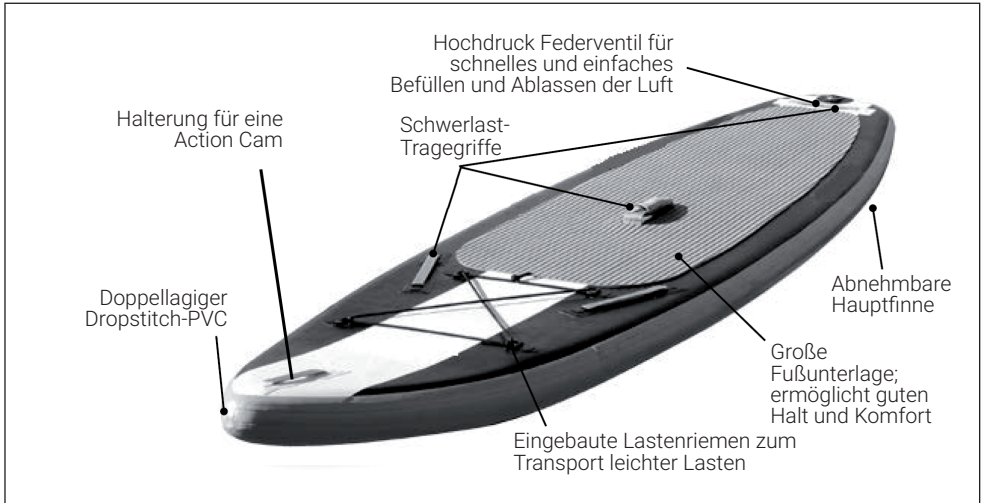 Hochdruck Federventil für
schnelles und einfaches
Befüllen und Ablassen der Luft
Halterung für eine
Action Cam
Schwerlast-
Tragegriffe
Doppellagiger
Dropstitch-PVC
Abnehmbare
Hauptfinne
Große
Fußunterlage;
ermöglicht guten
Halt und Komfort
Eingebaute Lastenriemen zum
Transport leichter Lasten